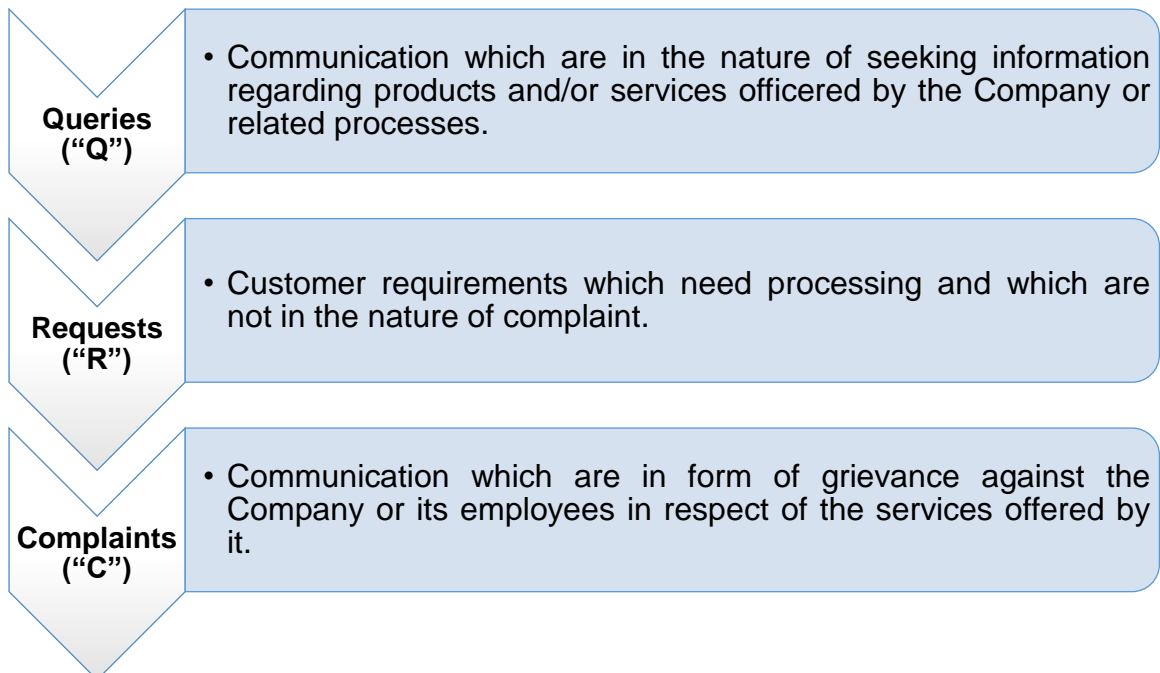 Queries
(“Q”)
• Communication which are in the nature of seeking information
regarding products and/or services officered by the Company or
related processes.
Requests
(“R”)
• Customer requirements which need processing and which are
not in the nature of complaint.
Complaints
(“C”)
• Communication which are in form of grievance against the
Company or its employees in respect of the services offered by
it.